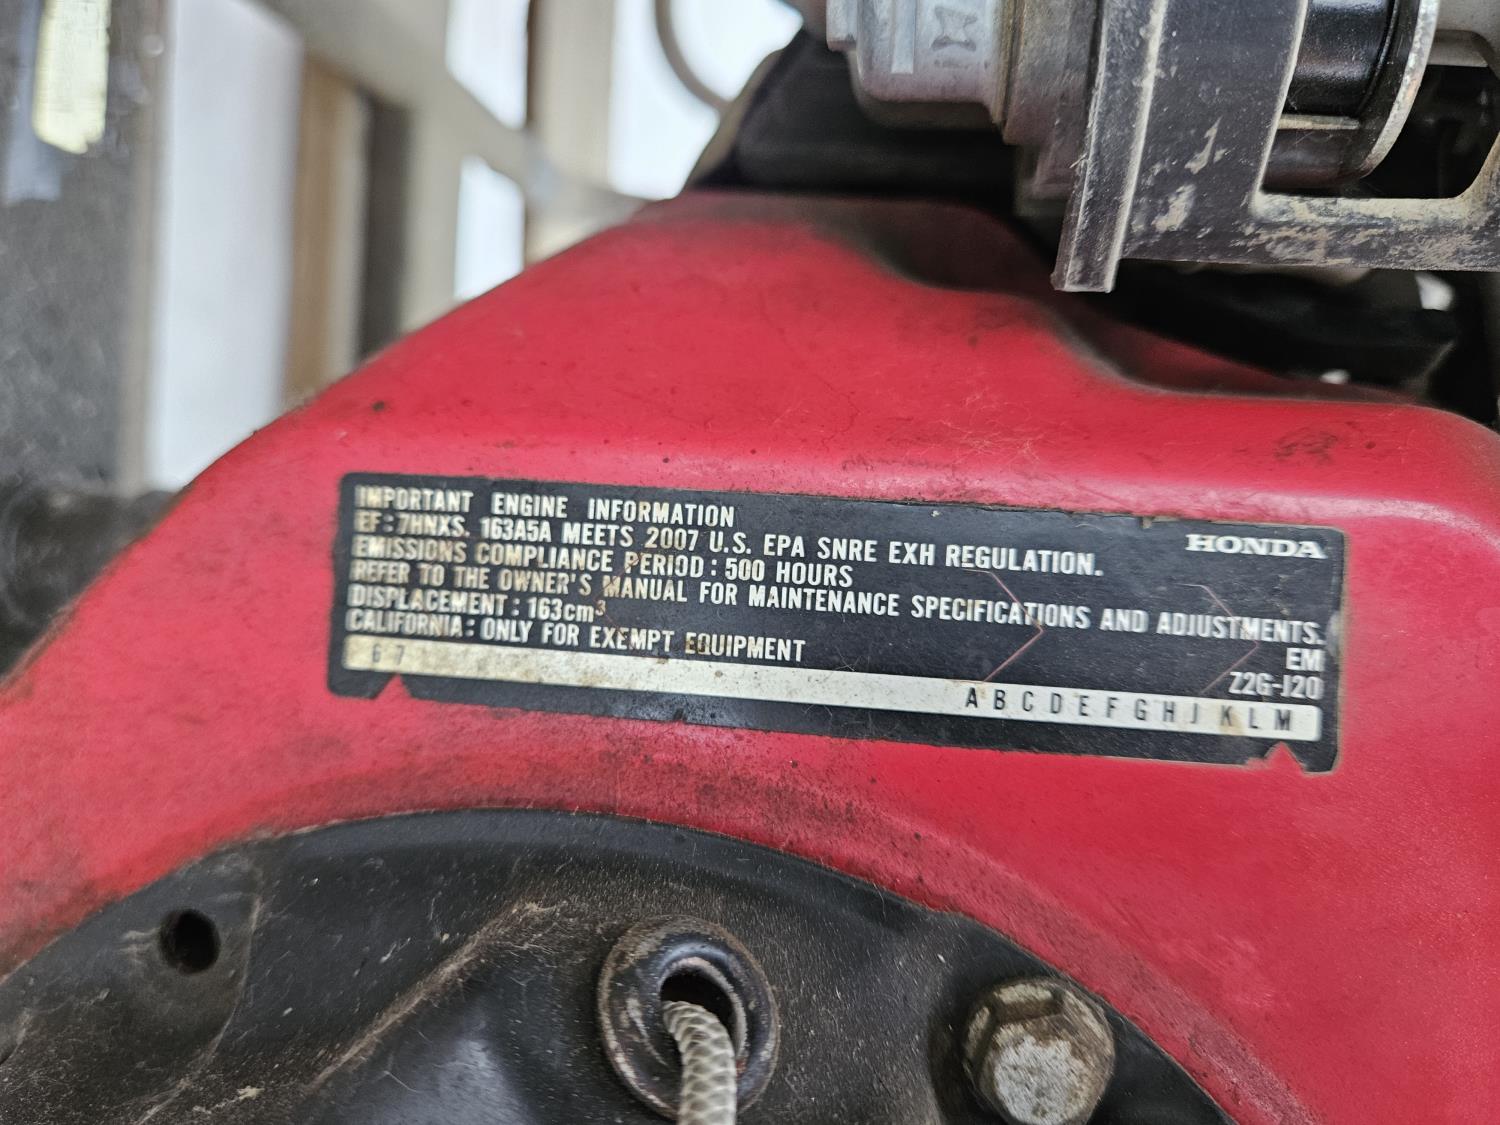 IMPORTANT ENGINE INFORMATION
HONDA
EF:7HNXS. 163A5A MEETS 2007 U.S. EPA SNRE EXH REGULATION.
EMISSIONS COMPLIANCE PERIOD: 500 HOURS
REFER TO THE OWNER'S MANUAL FOR MAINTENANCE SPECIFICATIONS AND ADJUSTMENTS.
DISPLACEMENT: 163cm³
EM
CALIFORNIA: ONLY FOR EXEMPT EQUIPMENT
Z2G-J20
6 7 A B C D E F G H J K L M